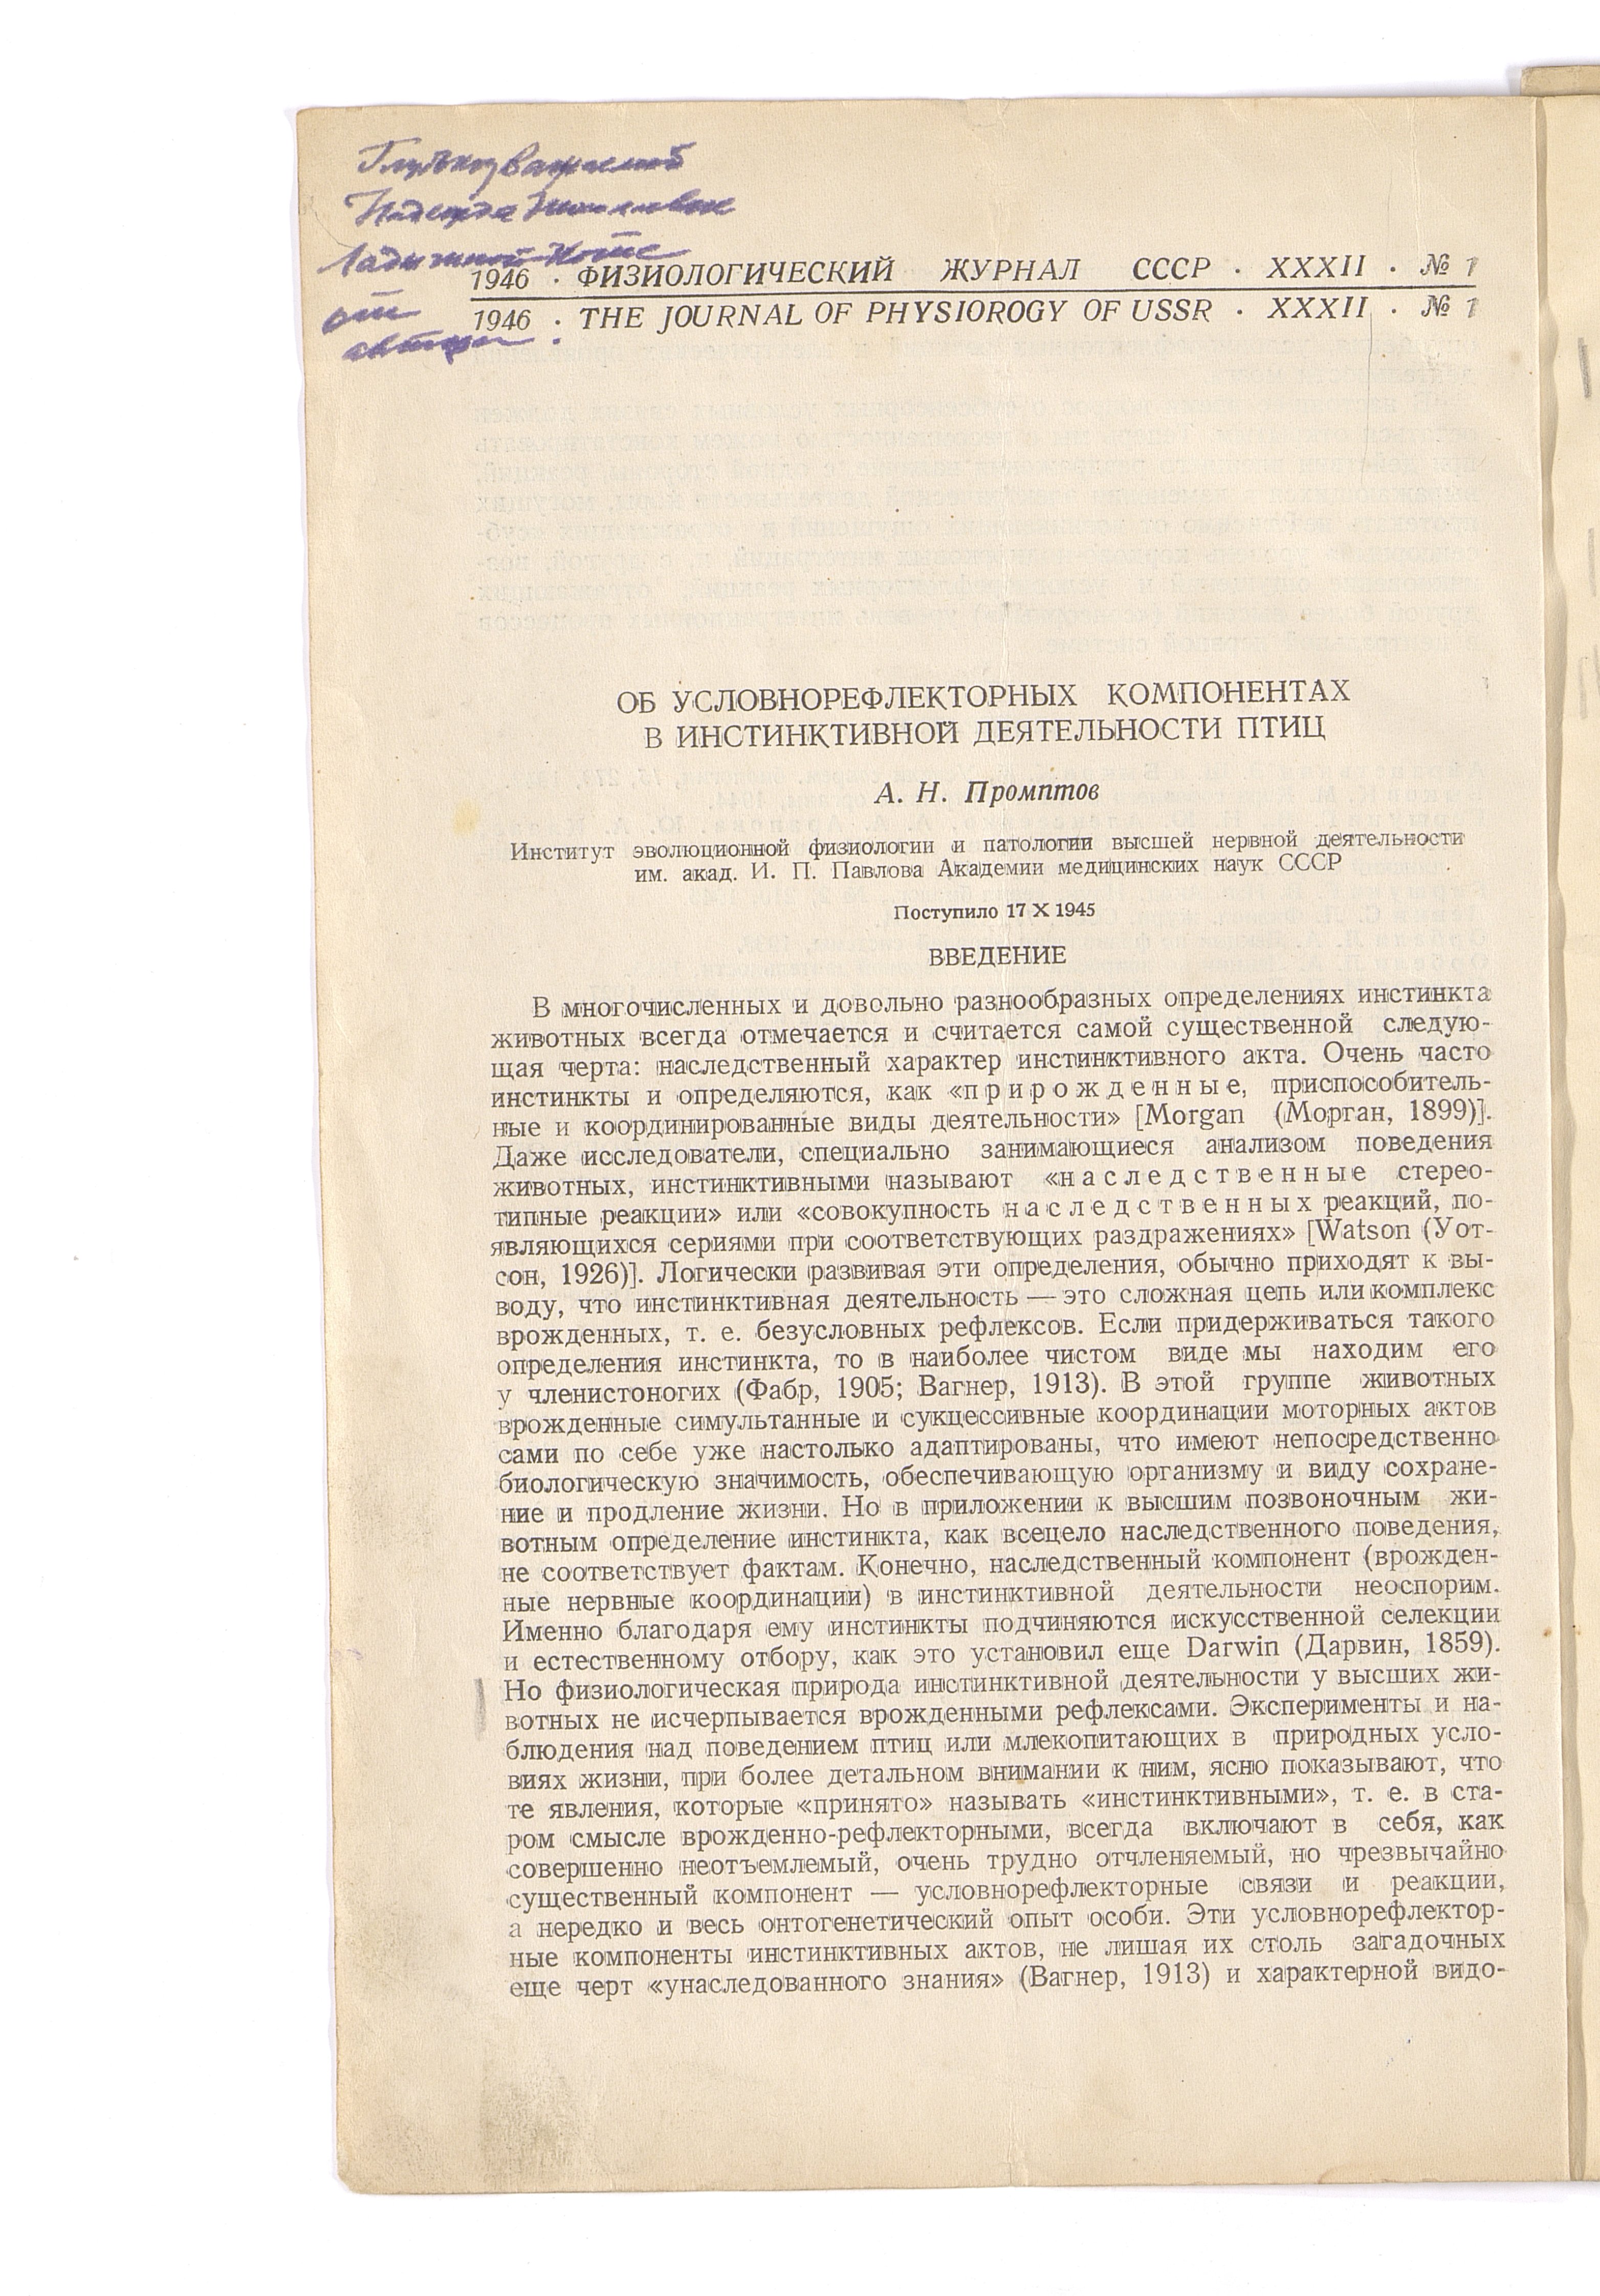 Глубокоуважаемой
Надежде Николаевне
Ладыгиной-Котс
от
автора.
1946 · ФИЗИОЛОГИЧЕСКИЙ ЖУРНАЛ СССР · XXXII · № 1
1946 · THE JOURNAL OF PHYSIOROGY OF USSR · XXXII · № 1
ОБ УСЛОВНОРЕФЛЕКТОРНЫХ КОМПОНЕНТАХ
В ИНСТИНКТИВНОЙ ДЕЯТЕЛЬНОСТИ ПТИЦ
А. Н. Промптов
Институт эволюционной физиологии и патологии высшей нервной деятельности
им. акад. И. П. Павлова Академии медицинских наук СССР
Поступило 17 X 1945
ВВЕДЕНИЕ
В многочисленных и довольно разнообразных определениях инстинкта
животных всегда отмечается и считается самой существенной следую-
щая черта: наследственный характер инстинктивного акта. Очень часто
инстинкты и определяются, как «прирожденные, приспособитель-
ные и координированные виды деятельности» [Morgan (Морган, 1899)].
Даже исследователи, специально занимающиеся анализом поведения
животных, инстинктивными называют «наследственные стерео-
типные реакции» или «совокупность наследственных реакций, по-
являющихся сериями при соответствующих раздражениях» [Watson (Уот-
сон, 1926)]. Логически развивая эти определения, обычно приходят к вы-
воду, что инстинктивная деятельность — это сложная цепь или комплекс
врожденных, т. е. безусловных рефлексов. Если придерживаться такого
определения инстинкта, то в наиболее чистом виде мы находим его
у членистоногих (Фабр, 1905; Вагнер, 1913). В этой группе животных
врожденные симультанные и сукцессивные координации моторных актов
сами по себе уже настолько адаптированы, что имеют непосредственно
биологическую значимость, обеспечивающую организму и виду сохране-
ние и продление жизни. Но в приложении к высшим позвоночным жи-
вотным определение инстинкта, как всецело наследственного поведения,
не соответствует фактам. Конечно, наследственный компонент (врожден-
ные нервные координации) в инстинктивной деятельности неоспорим.
Именно благодаря ему инстинкты подчиняются искусственной селекции
и естественному отбору, как это установил еще Darwin (Дарвин, 1859).
Но физиологическая природа инстинктивной деятельности у высших жи-
вотных не исчерпывается врожденными рефлексами. Эксперименты и на-
блюдения над поведением птиц или млекопитающих в природных усло-
виях жизни, при более детальном внимании к ним, ясно показывают, что
те явления, которые «принято» называть «инстинктивными», т. е. в ста-
ром смысле врожденно-рефлекторными, всегда включают в себя, как
совершенно неотъемлемый, очень трудно отчленяемый, но чрезвычайно
существенный компонент — условнорефлекторные связи и реакции,
а нередко и весь онтогенетический опыт особи. Эти условнорефлектор-
ные компоненты инстинктивных актов, не лишая их столь загадочных
еще черт «унаследованного знания» (Вагнер, 1913) и характерной видо-